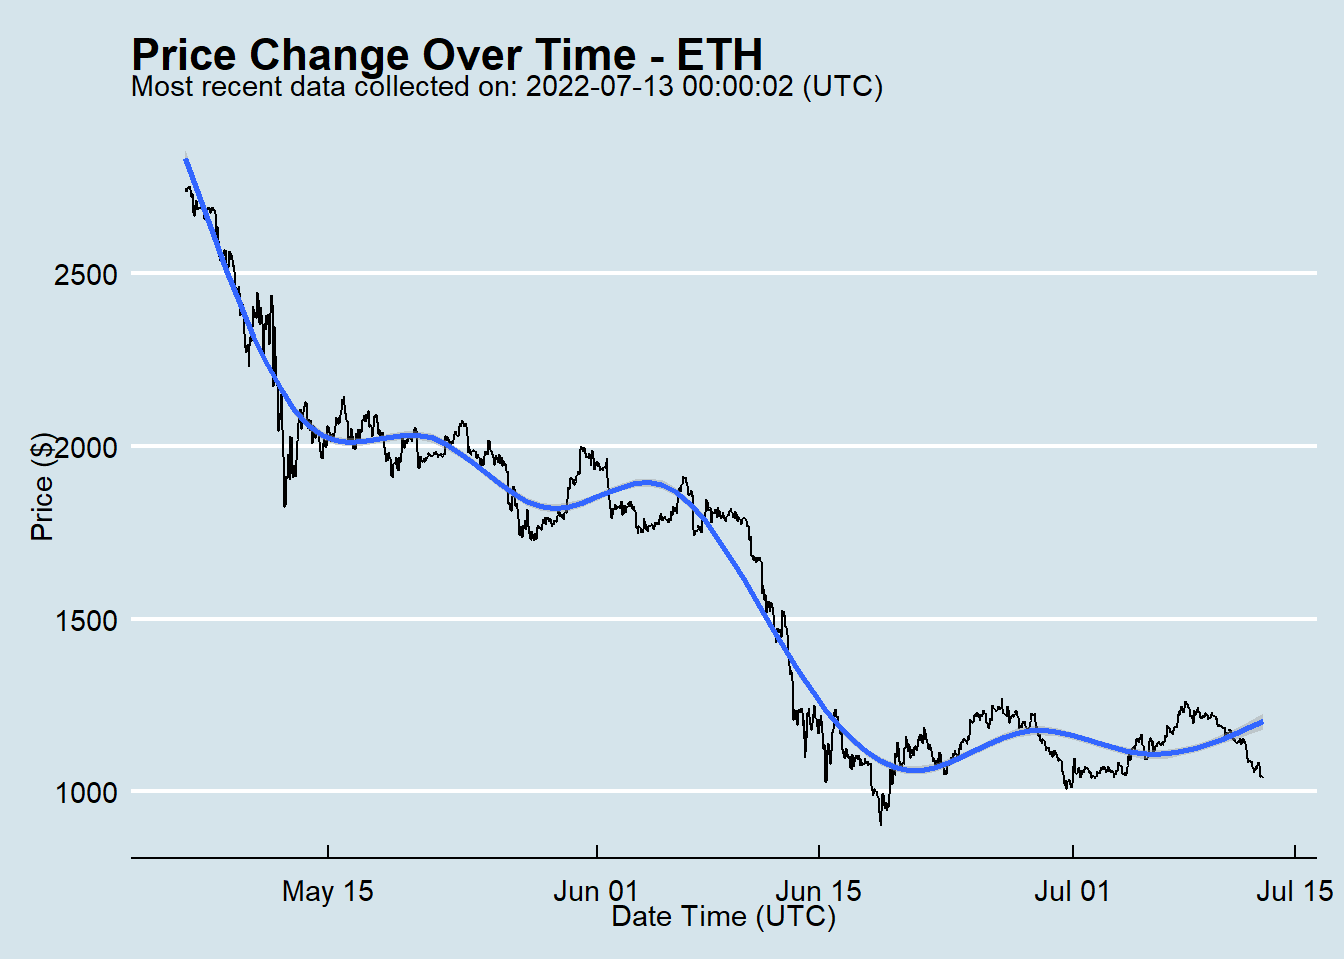 Price Change Over Time - ETH
Most recent data collected on: 2022-07-13 00:00:02 (UTC)
Price ($)
2500
2000
1500
1000
May 15
Jun 01
Jun 15
Jul 01
Jul 15
Date Time (UTC)